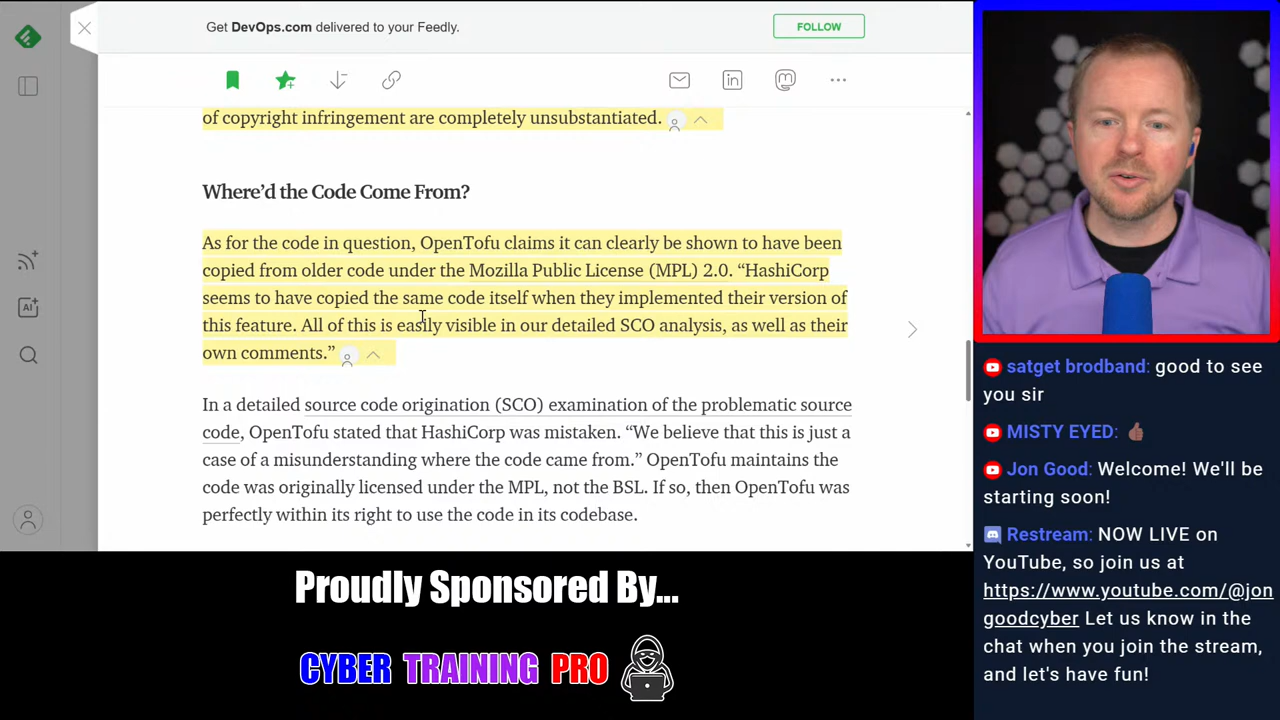 Get DevOps.com delivered to your Feedly.
FOLLOW
of copyright infringement are completely unsubstantiated.
Where’d the Code Come From?
As for the code in question, OpenTofu claims it can clearly be shown to have been
copied from older code under the Mozilla Public License (MPL) 2.0. “HashiCorp
seems to have copied the same code itself when they implemented their version of
this feature. All of this is easily visible in our detailed SCO analysis, as well as their
own comments.”
In a detailed source code origination (SCO) examination of the problematic source
code, OpenTofu stated that HashiCorp was mistaken. “We believe that this is just a
case of a misunderstanding where the code came from.” OpenTofu maintains the
code was originally licensed under the MPL, not the BSL. If so, then OpenTofu was
perfectly within its right to use the code in its codebase.
Proudly Sponsored By...
CYBER TRAINING PRO
satget brodband: good to see
you sir
MISTY EYED: 👍🏾
Jon Good: Welcome! We'll be
starting soon!
Restream: NOW LIVE on
YouTube, so join us at
https://www.youtube.com/@jon
goodcyber Let us know in the
chat when you join the stream,
and let's have fun!